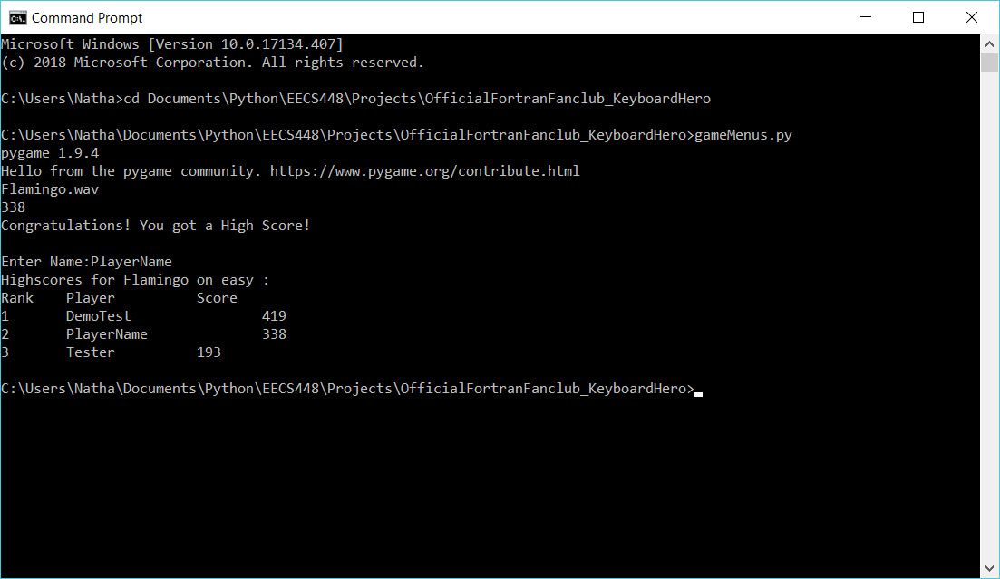 Command Prompt
Microsoft Windows [Version 10.0.17134.407]
(c) 2018 Microsoft Corporation. All rights reserved.
C:\Users\Natha>cd Documents\Python\EECS448\Projects\OfficialFortranFanclub_KeyboardHero
C:\Users\Natha\Documents\Python\EECS448\Projects\OfficialFortranFanclub_KeyboardHero>gameMenus.py
pygame 1.9.4
Hello from the pygame community. https://www.pygame.org/contribute.html
Flamingo.wav
338
Congratulations! You got a High Score!
Enter Name:PlayerName
Highscores for Flamingo on easy :
Rank    Player          Score
1       DemoTest                419
2       PlayerName              338
3       Tester          193
C:\Users\Natha\Documents\Python\EECS448\Projects\OfficialFortranFanclub_KeyboardHero>